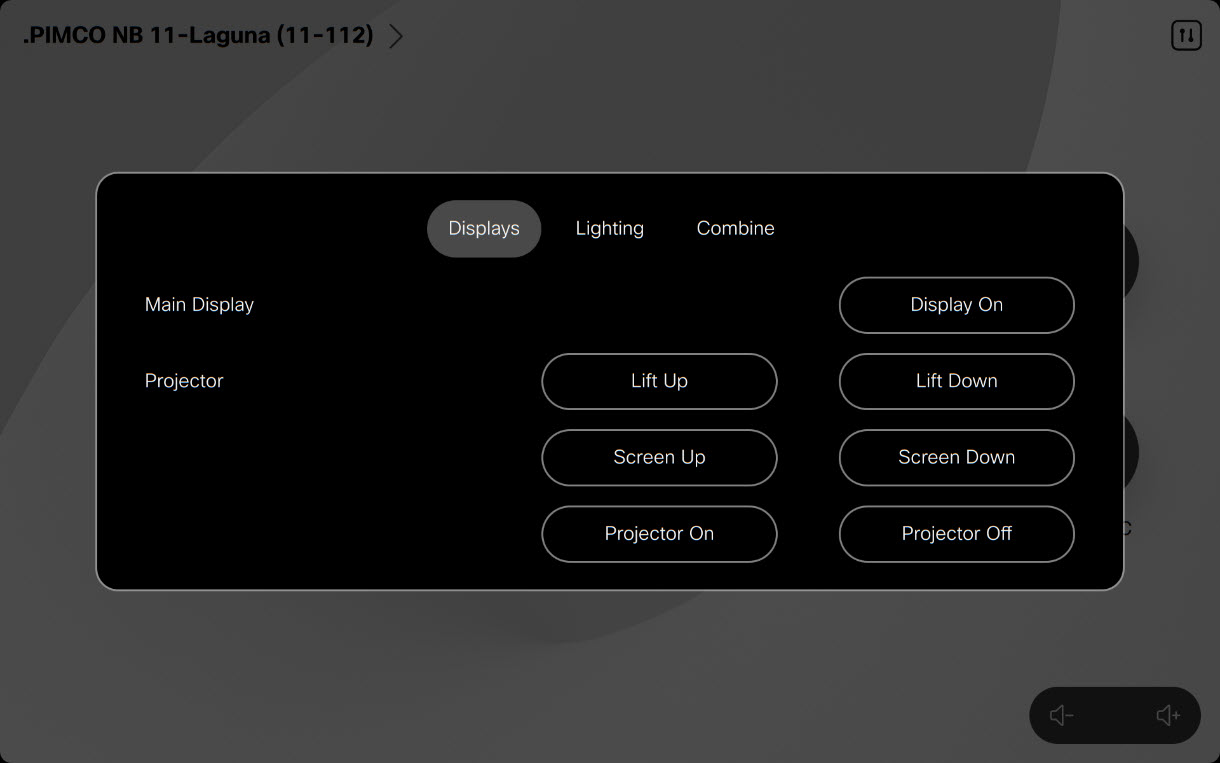 .PIMCO NB 11-Laguna (11-112)
Displays Lighting Combine
Main Display Display On
Projector Lift Up Lift Down
Screen Up Screen Down
Projector On Projector Off
C